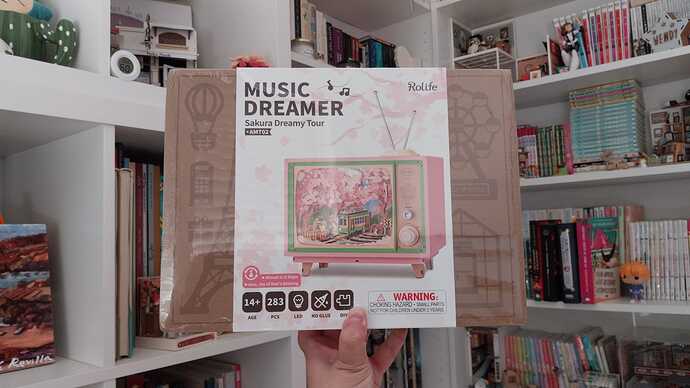 MUSIC
DREAMER
Sakura Dreamy Tour
AMT02
Rolife
14+
AGE
283
PCS
LED
NO GLUE
DIY
WARNING:
CHOKING HAZARD • SMALL PARTS
NOT FOR CHILDREN UNDER 3 YEARS
Revilla